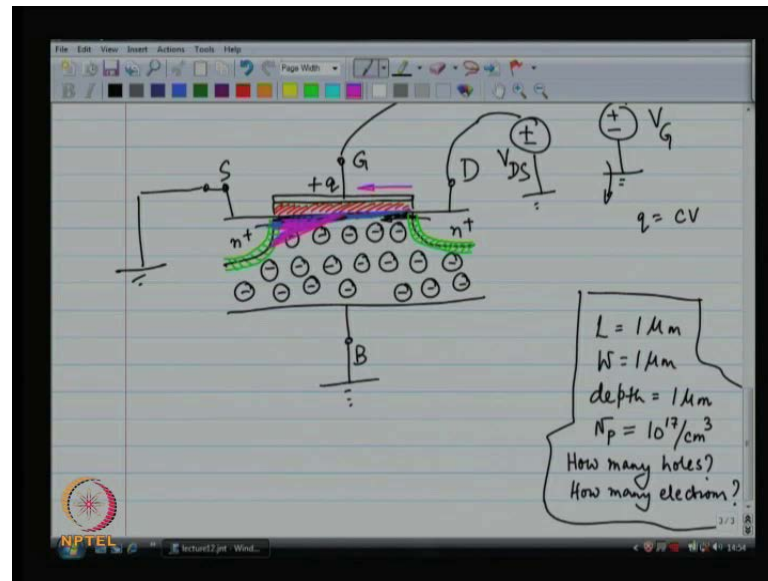 File Edit View Insert Actions Tools Help
Page Width
B I
G
S
+q
D
V_DS
V_G
q = CV
n+
n+
B
L = 1 μm
W = 1 μm
depth = 1 μm
N_P = 10^17/cm^3
How many holes?
How many electron?
3/3
NPTEL
lecture12.jnt - Wind...
14:54